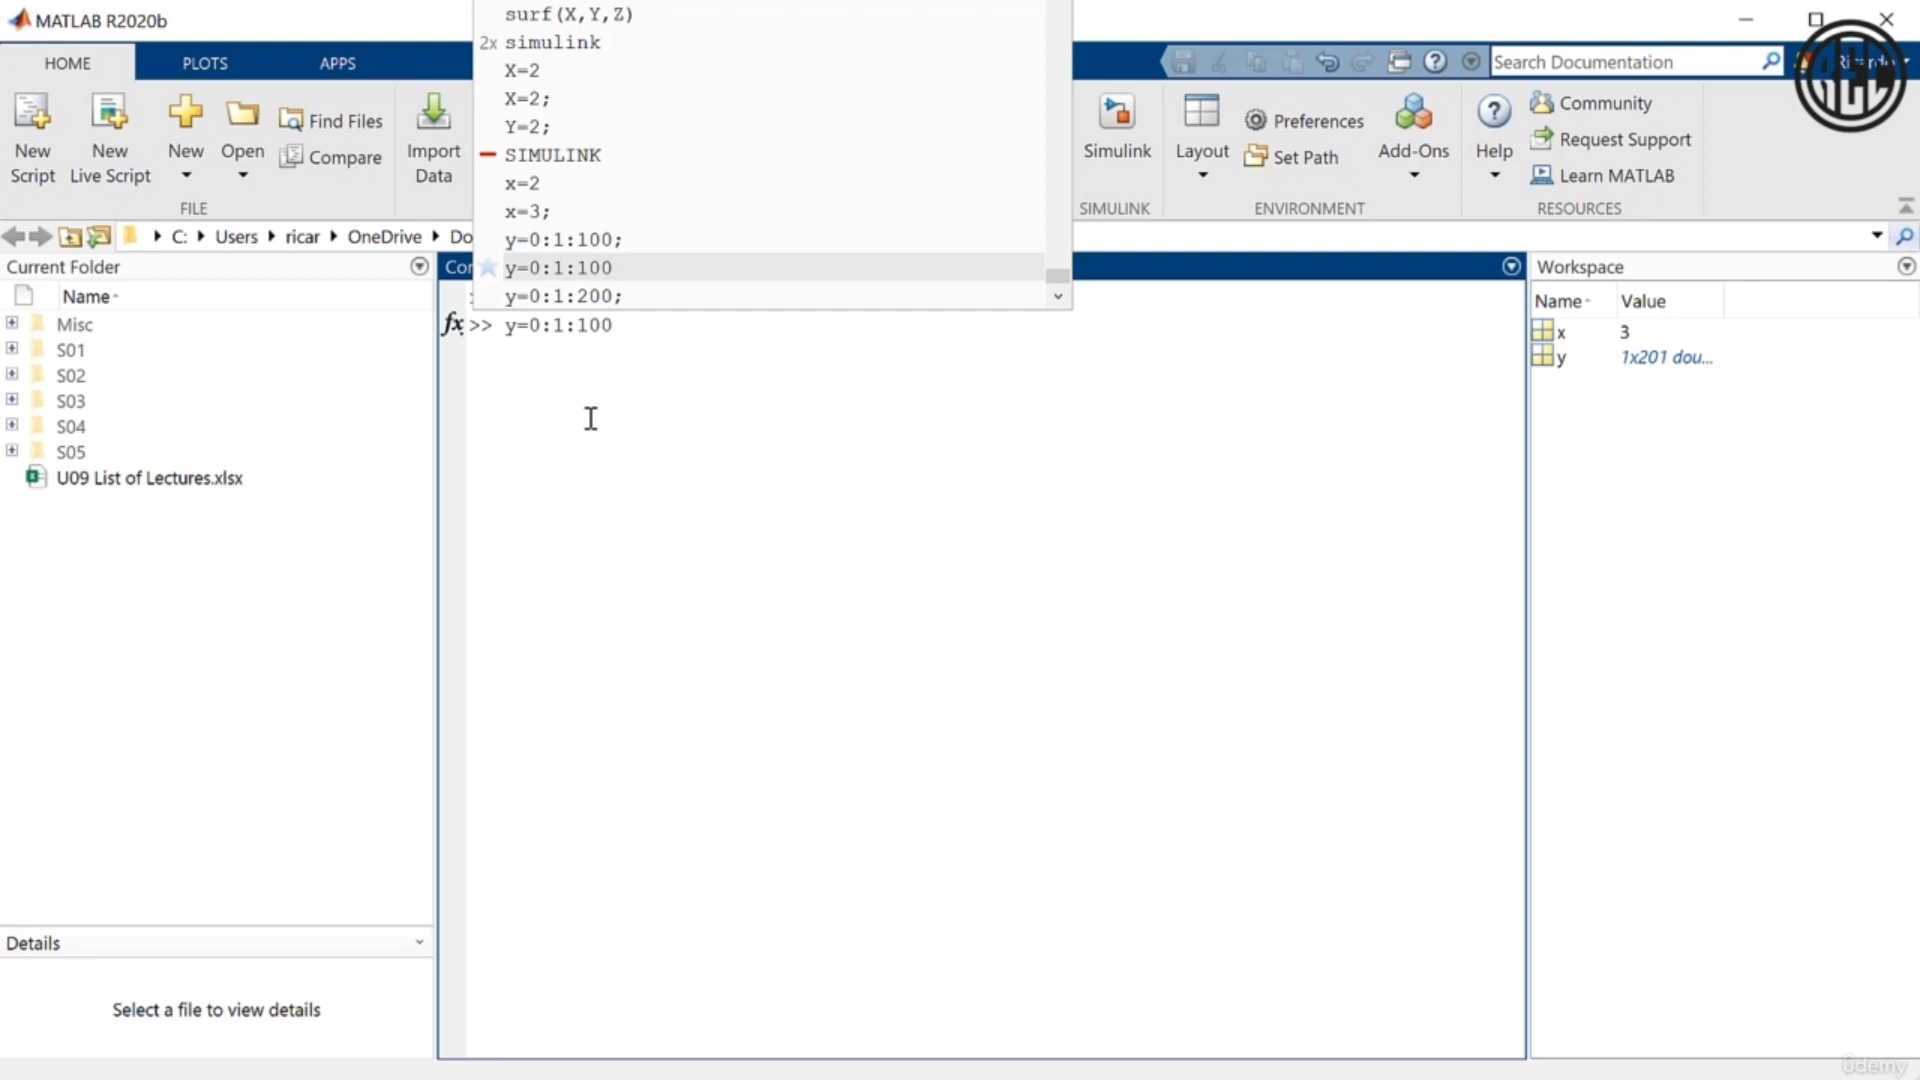 MATLAB R2020b
surf(X,Y,Z)
2x simulink
X=2
X=2;
Y=2;
SIMULINK
x=2
x=3;
y=0:1:100;
y=0:1:100
y=0:1:200;
HOME
PLOTS
APPS
Search Documentation
REC
New Script
New Live Script
New
Open
Find Files
Compare
Import Data
FILE
Simulink
SIMULINK
Layout
Preferences
Set Path
Add-Ons
ENVIRONMENT
Help
Community
Request Support
Learn MATLAB
RESOURCES
C: Users ricar OneDrive Do
Current Folder
Name
Misc
S01
S02
S03
S04
S05
U09 List of Lectures.xlsx
Details
Select a file to view details
Cor
fx >> y=0:1:100
Workspace
Name Value
x 3
y 1x201 dou...
ûdemy